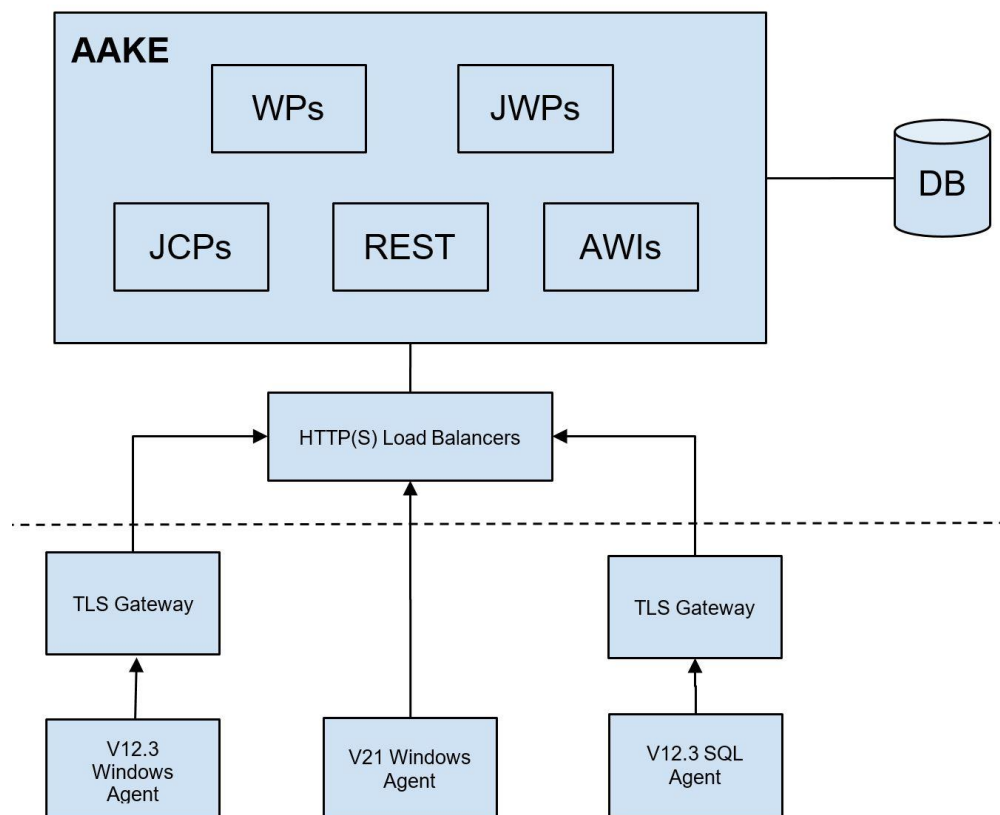 AAKE
WPs
JWPs
DB
JCPs
REST
AWIs
HTTP(S) Load Balancers
TLS Gateway
TLS Gateway
V12.3
Windows
Agent
V21 Windows
Agent
V12.3 SQL
Agent